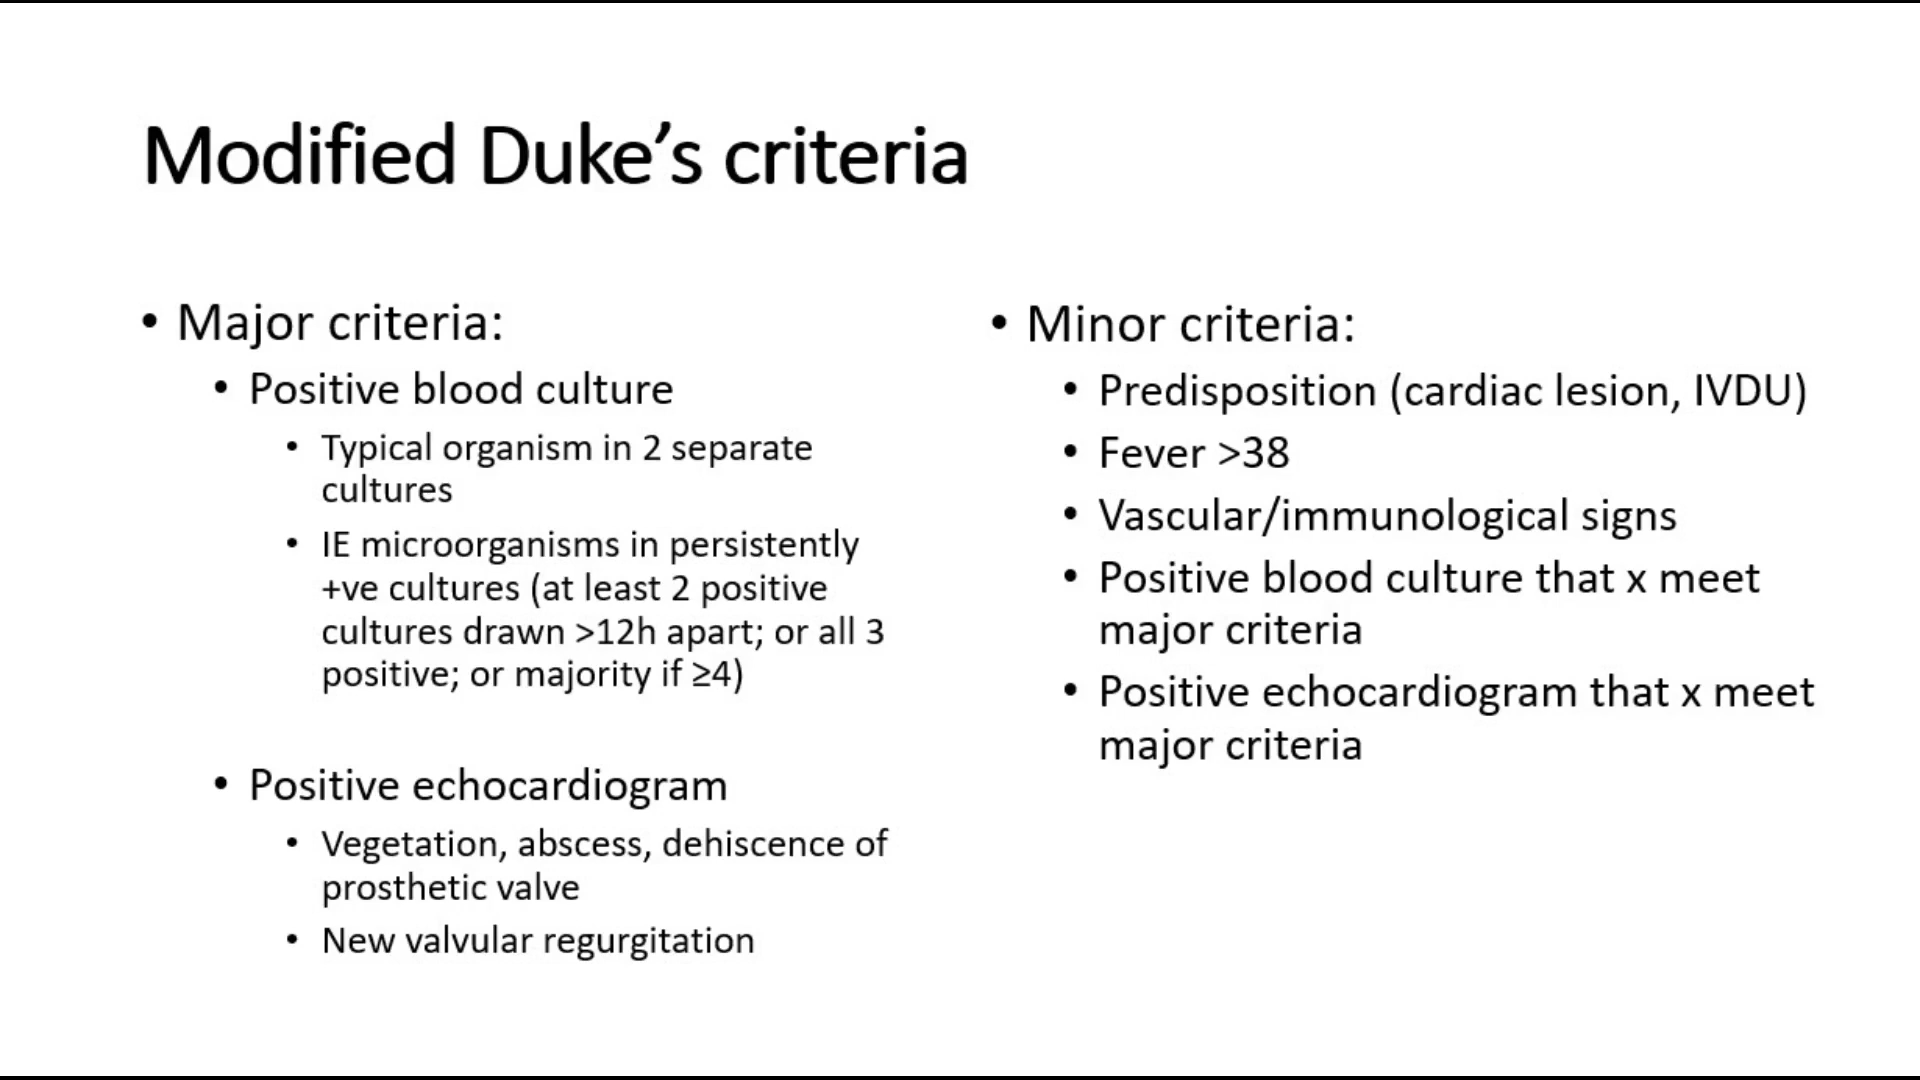 Modified Duke’s criteria
• Major criteria:
• Positive blood culture
• Typical organism in 2 separate
cultures
• IE microorganisms in persistently
+ve cultures (at least 2 positive
cultures drawn >12h apart; or all 3
positive; or majority if ≥4)
• Positive echocardiogram
• Vegetation, abscess, dehiscence of
prosthetic valve
• New valvular regurgitation
• Minor criteria:
• Predisposition (cardiac lesion, IVDU)
• Fever >38
• Vascular/immunological signs
• Positive blood culture that x meet
major criteria
• Positive echocardiogram that x meet
major criteria